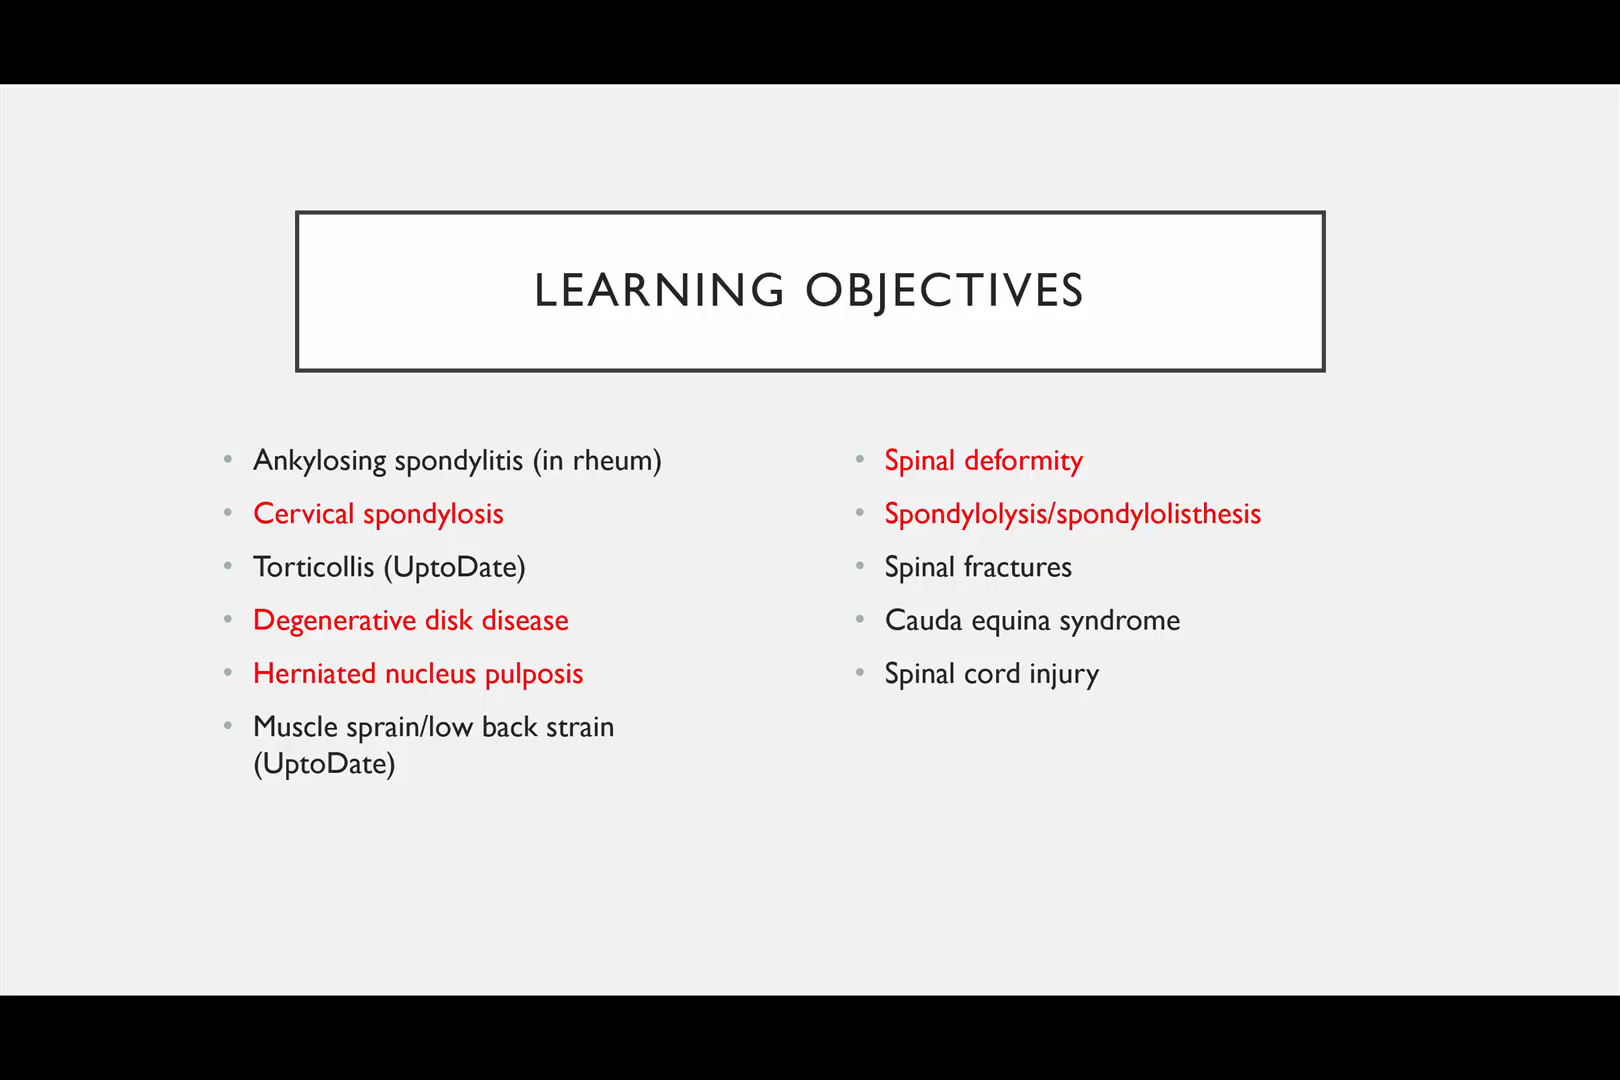 LEARNING OBJECTIVES
• Ankylosing spondylitis (in rheum)
• Cervical spondylosis
• Torticollis (UptoDate)
• Degenerative disk disease
• Herniated nucleus pulposis
• Muscle sprain/low back strain
(UptoDate)
• Spinal deformity
• Spondylolysis/spondylolisthesis
• Spinal fractures
• Cauda equina syndrome
• Spinal cord injury